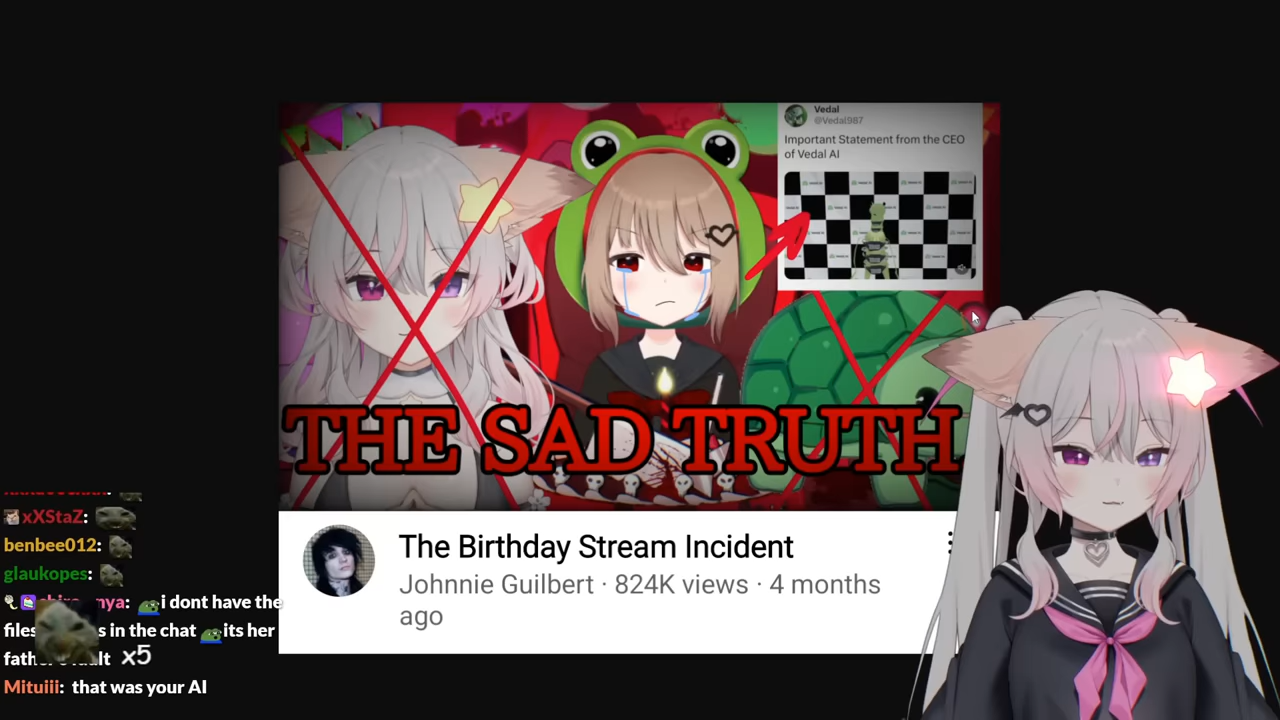 Vedal
@Vedal987
Important Statement from the CEO
of Vedal AI
THE SAD TRUTH
The Birthday Stream Incident
Johnnie Guilbert · 824K views · 4 months
ago
xXStaZ:
benbee012:
glaukopes:
nya: i dont have the
files in the chat its her
fault x5
Mituiii: that was your AI